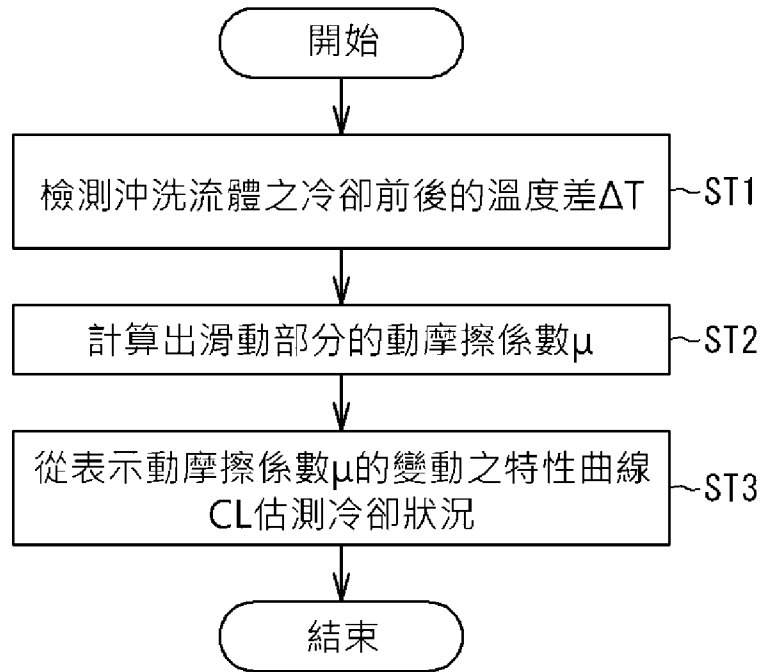 開始
檢測沖洗流體之冷卻前後的溫度差ΔT
ST1
計算出滑動部分的動摩擦係數μ
ST2
從表示動摩擦係數μ的變動之特性曲線
CL估測冷卻狀況
ST3
結束